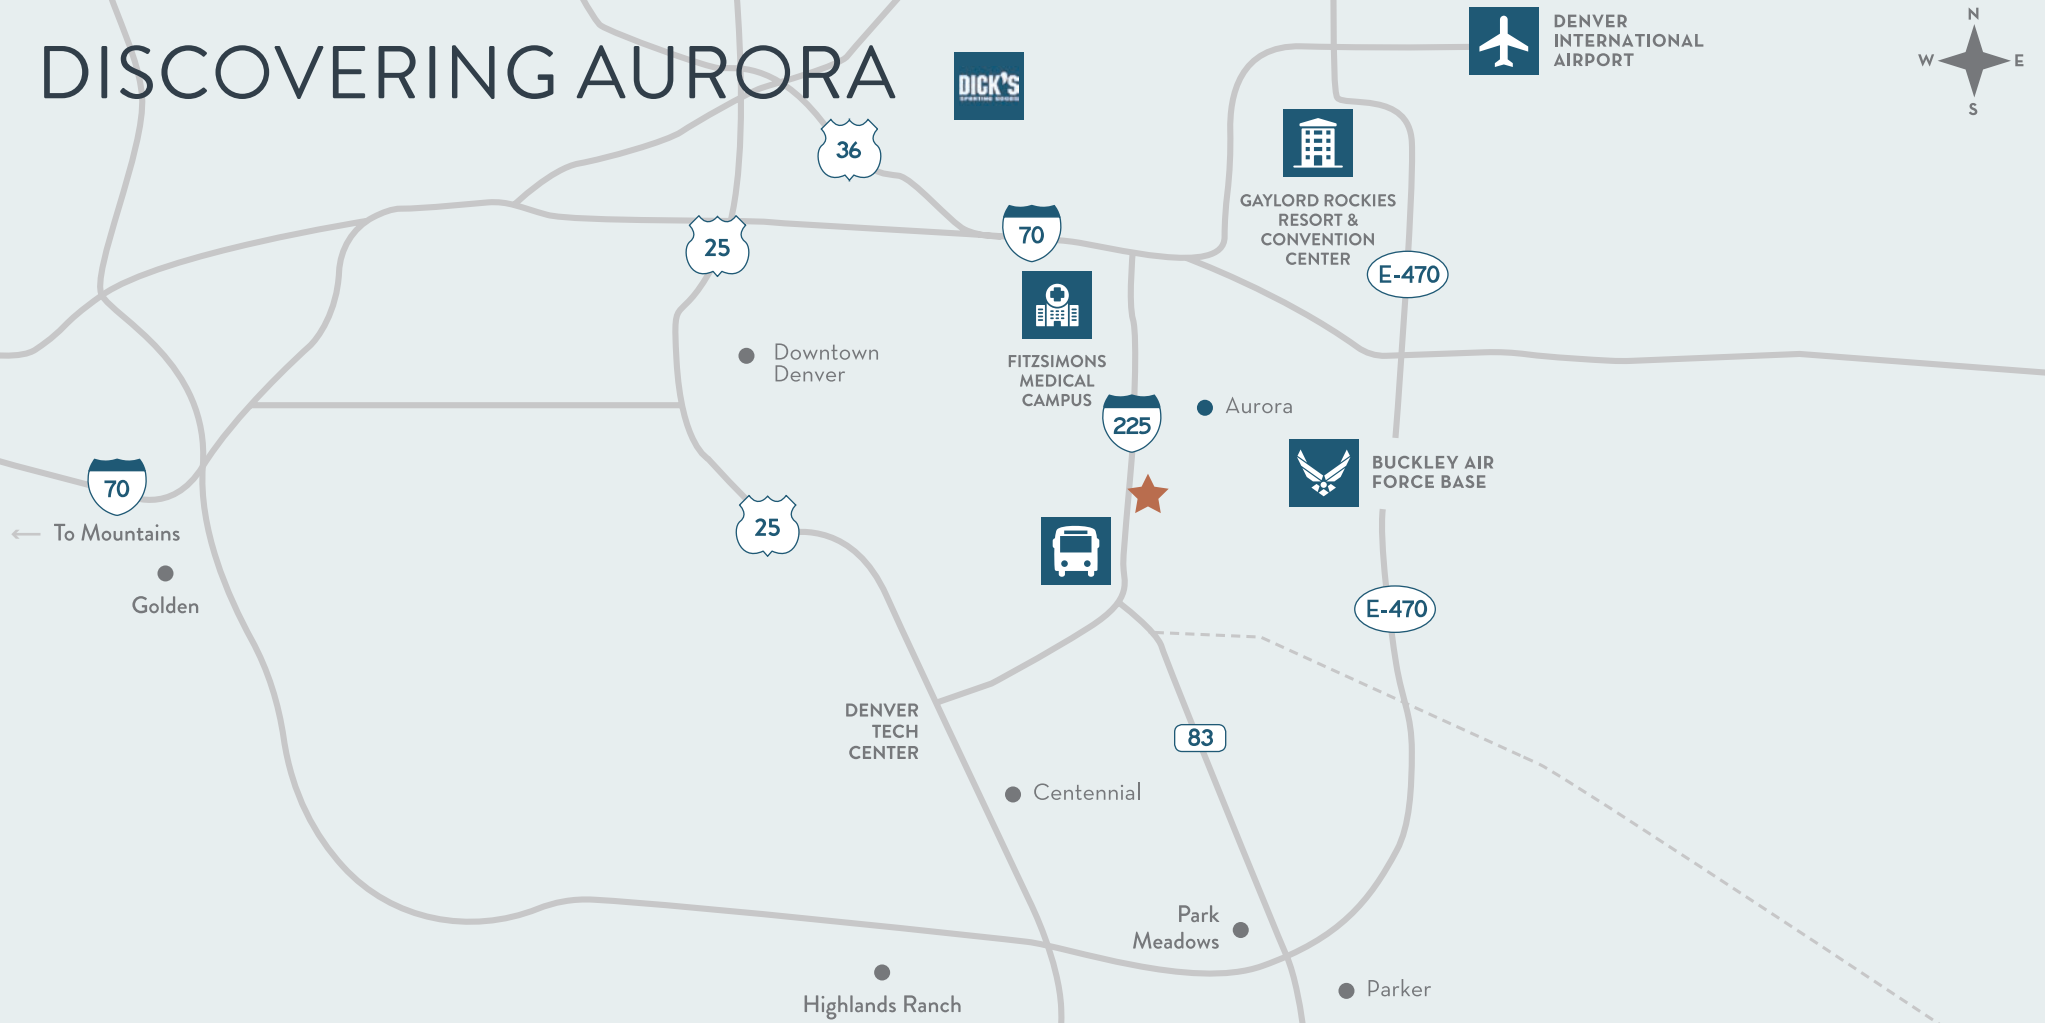 DISCOVERING AURORA
DICK'S
SPORTING GOODS
DENVER
INTERNATIONAL
AIRPORT
N
W
E
S
36
GAYLORD ROCKIES
RESORT &
CONVENTION
CENTER
25
70
E-470
FITZSIMONS
MEDICAL
CAMPUS
Downtown
Denver
225
Aurora
BUCKLEY AIR
FORCE BASE
70
To Mountains
Golden
25
E-470
DENVER
TECH
CENTER
83
Centennial
Park
Meadows
Highlands Ranch
Parker